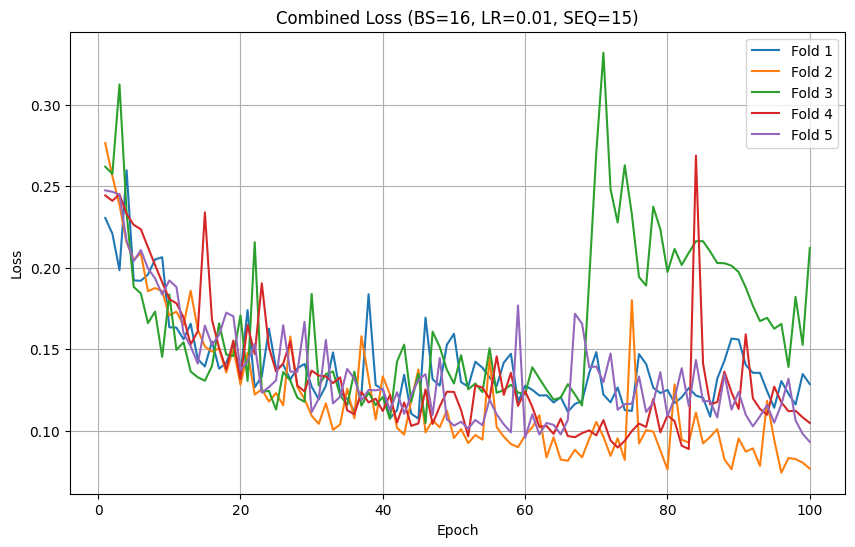 Combined Loss (BS=16, LR=0.01, SEQ=15)
Fold 1
Fold 2
Fold 3
Fold 4
Fold 5
Loss
0.30
0.25
0.20
0.15
0.10
0 20 40 60 80 100
Epoch